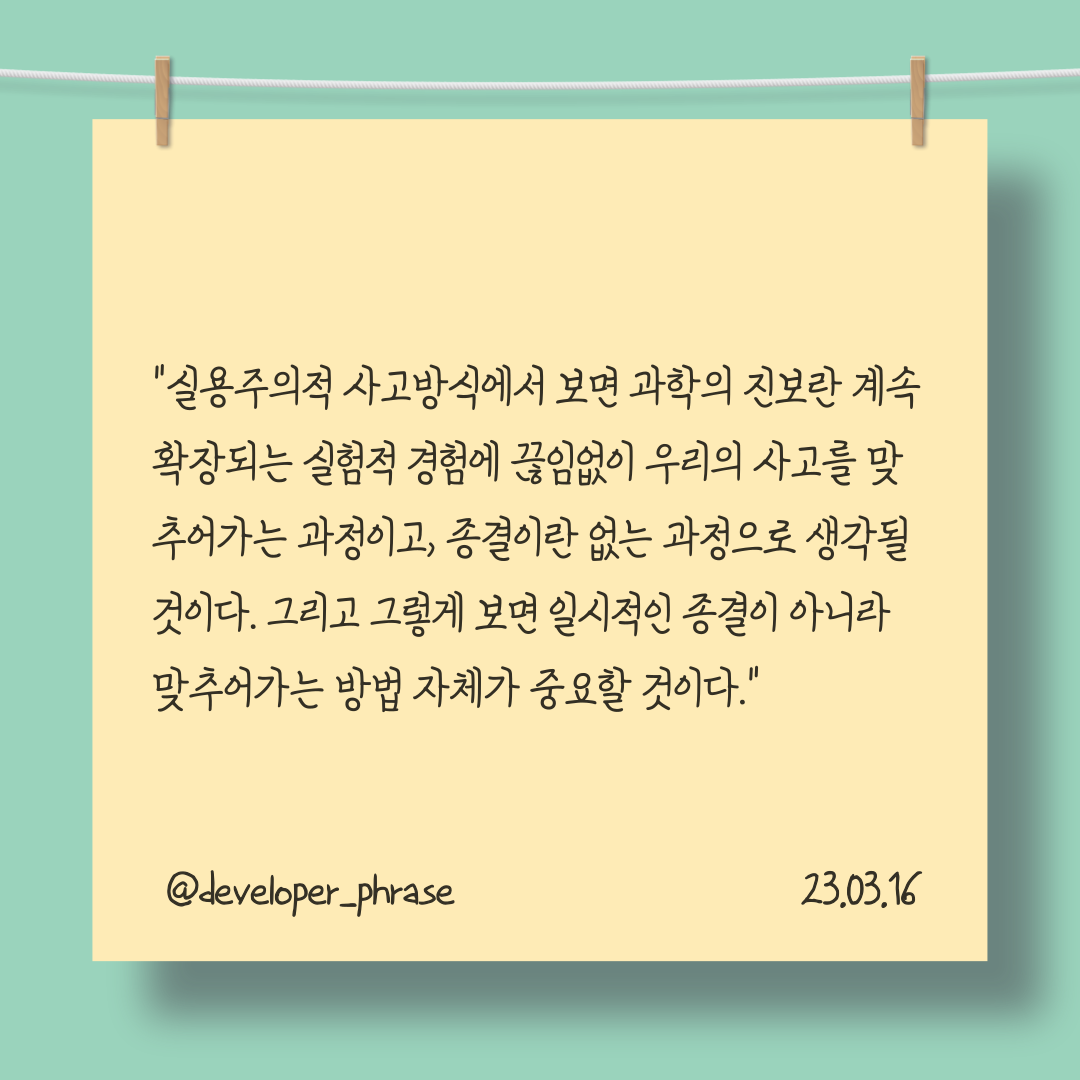 "실용주의적 사고방식에서 보면 과학의 진보란 계속
확장되는 실험적 경험에 끊임없이 우리의 사고를 맞
추어가는 과정이고, 종결이란 없는 과정으로 생각될
것이다. 그리고 그렇게 보면 일시적인 종결이 아니라
맞추어가는 방법 자체가 중요할 것이다."
@developer_phrase
23.03.16